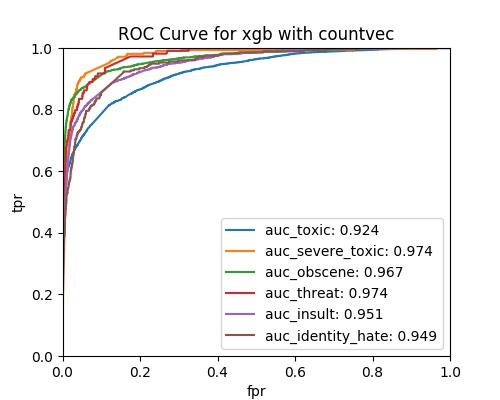 ROC Curve for xgb with countvec
1.0
0.8
0.6
0.4
0.2
0.0
tpr
auc_toxic: 0.924
auc_severe_toxic: 0.974
auc_obscene: 0.967
auc_threat: 0.974
auc_insult: 0.951
auc_identity_hate: 0.949
0.0 0.2 0.4 0.6 0.8 1.0
fpr